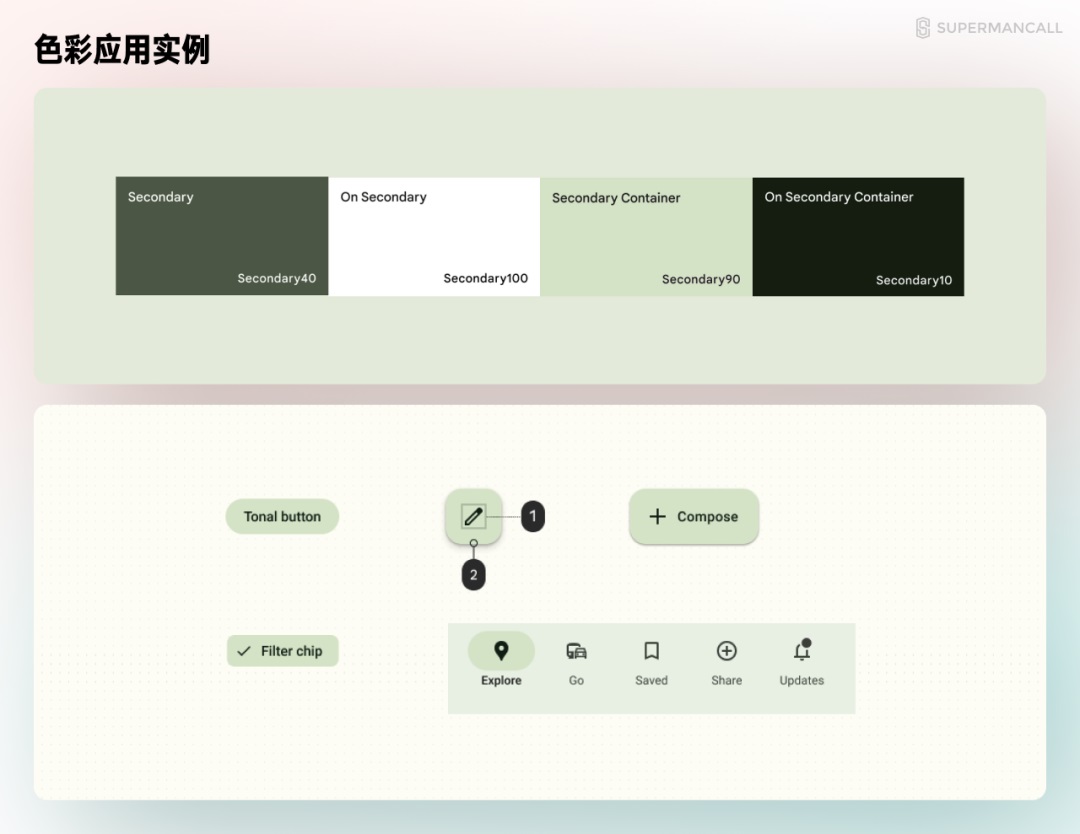 色彩应用实例
SUPERMANCALL
Secondary
On Secondary
Secondary Container
On Secondary Container
Secondary40
Secondary100
Secondary90
Secondary10
Tonal button
1
Compose
2
Filter chip
Explore
Go
Saved
Share
Updates